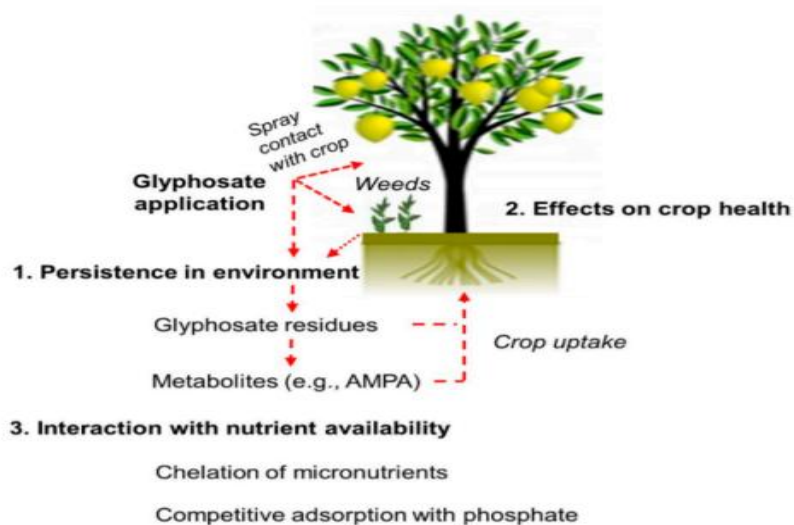 Spray
contact
with crop
Glyphosate
application
Weeds
2. Effects on crop health
1. Persistence in environment
Glyphosate residues
Crop uptake
Metabolites (e.g., AMPA)
3. Interaction with nutrient availability
Chelation of micronutrients
Competitive adsorption with phosphate